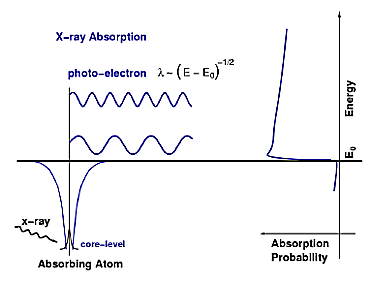 X-ray Absorption
photo-electron λ ~ (E − E₀)^−1/2
Energy
E₀
x-ray
core-level
Absorbing Atom
Absorption
Probability